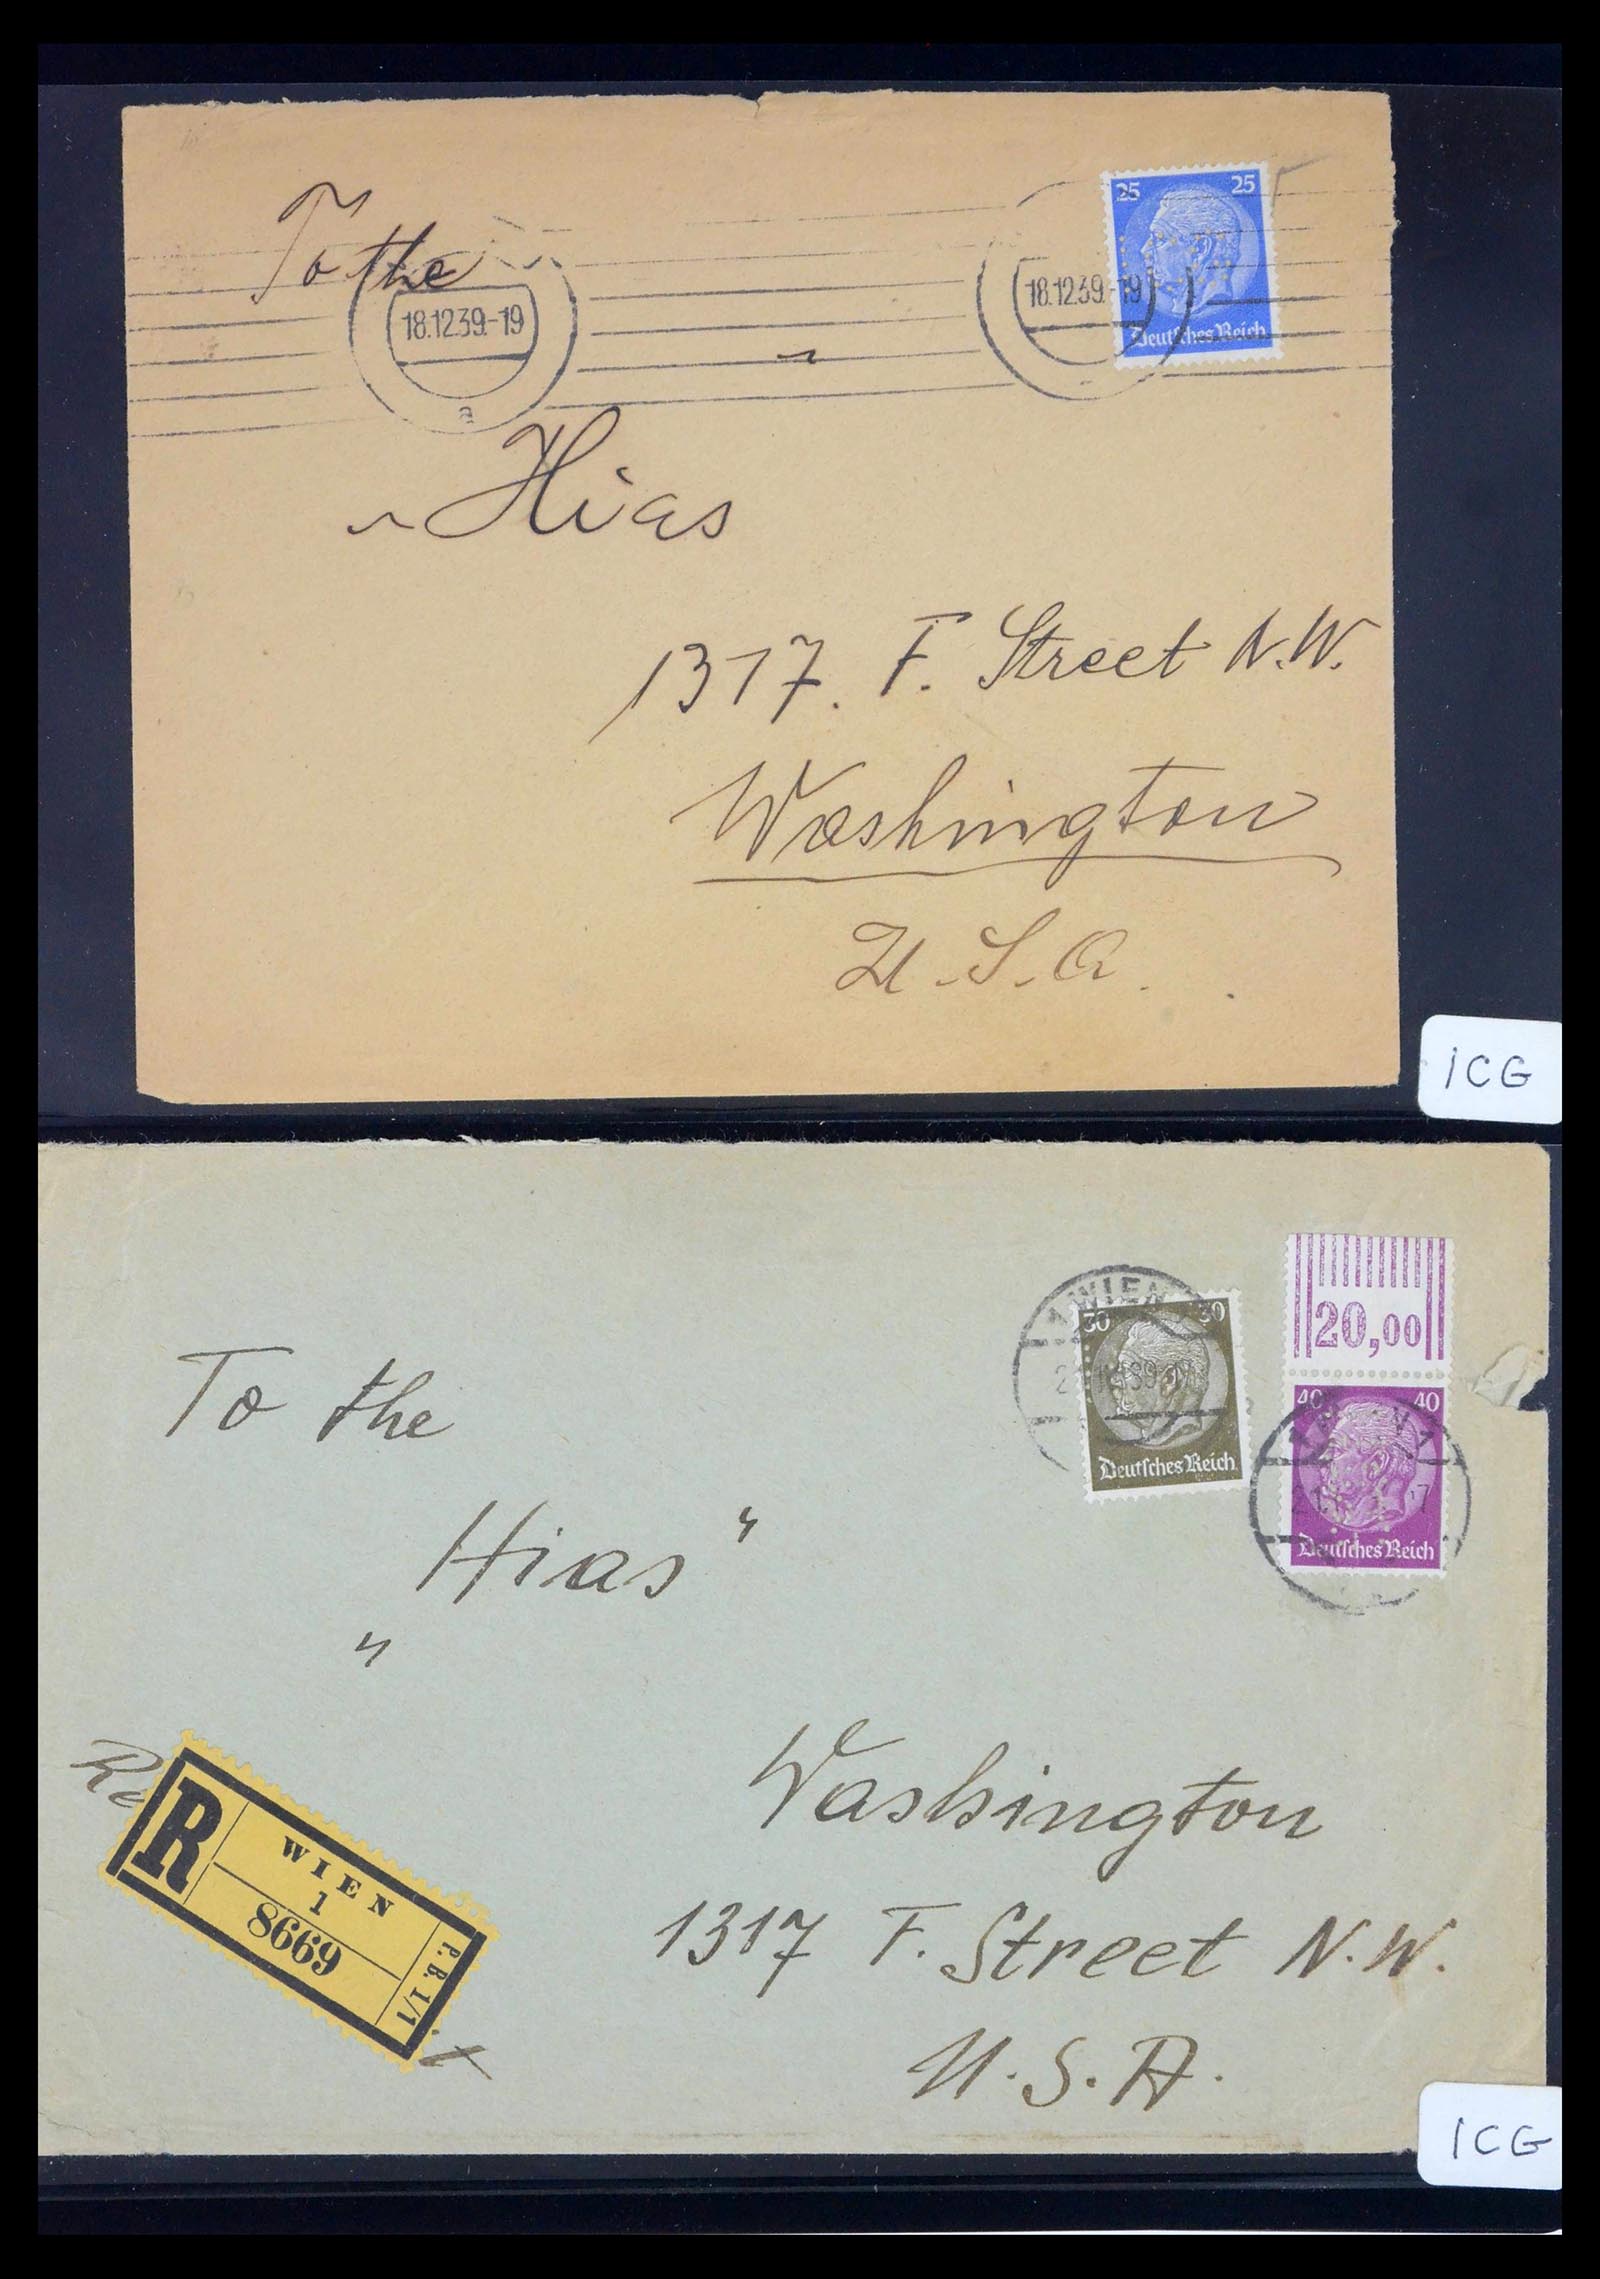 To the
18.12.39.-19
a
18.12.39.-19
25 25
Deutsches Reich
„Hias
1317. F. Street N.W.
Washington
U.S.A.
ICG
WIEN
30 30
Deutsches Reich
20,00
40 40
Deutsches Reich
To the
„Hias"
R
WIEN
1
8669
P.B. 1/1
Washington
1317 F. Street N.W.
U.S.A.
ICG